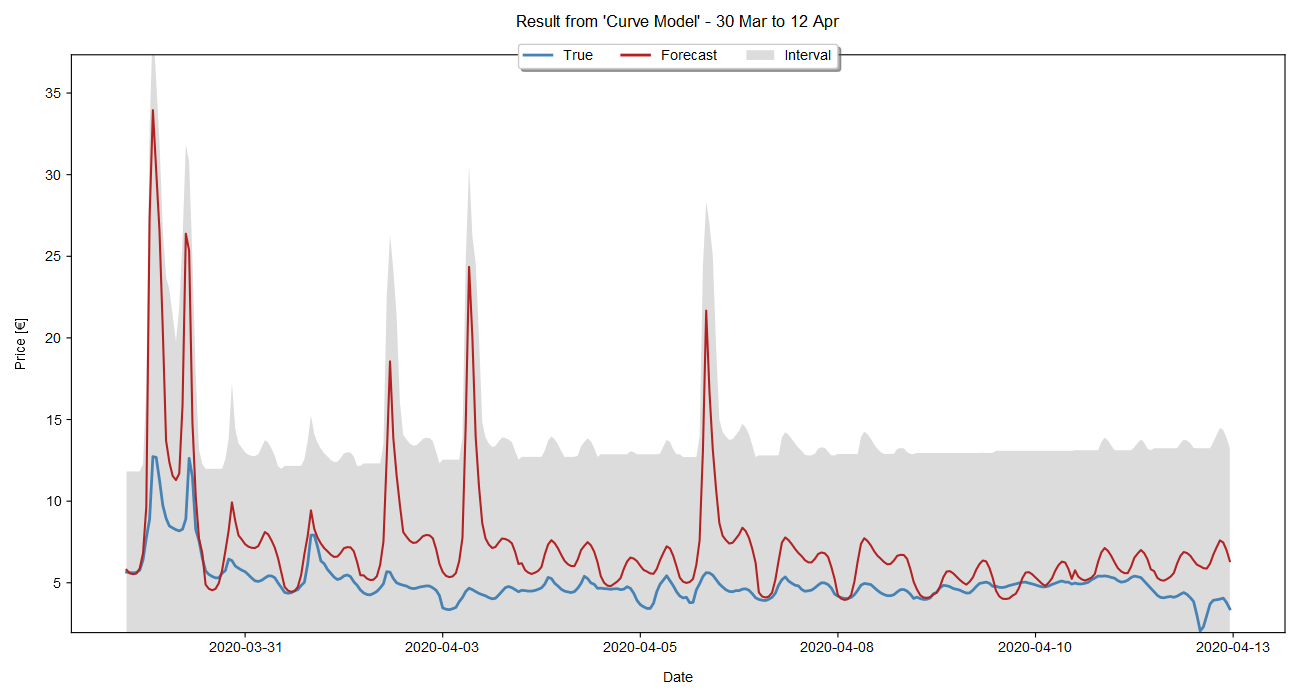 Result from 'Curve Model' - 30 Mar to 12 Apr
True Forecast Interval
35
30
25
20
15
10
5
Price [€]
2020-03-31 2020-04-03 2020-04-05 2020-04-08 2020-04-10 2020-04-13
Date